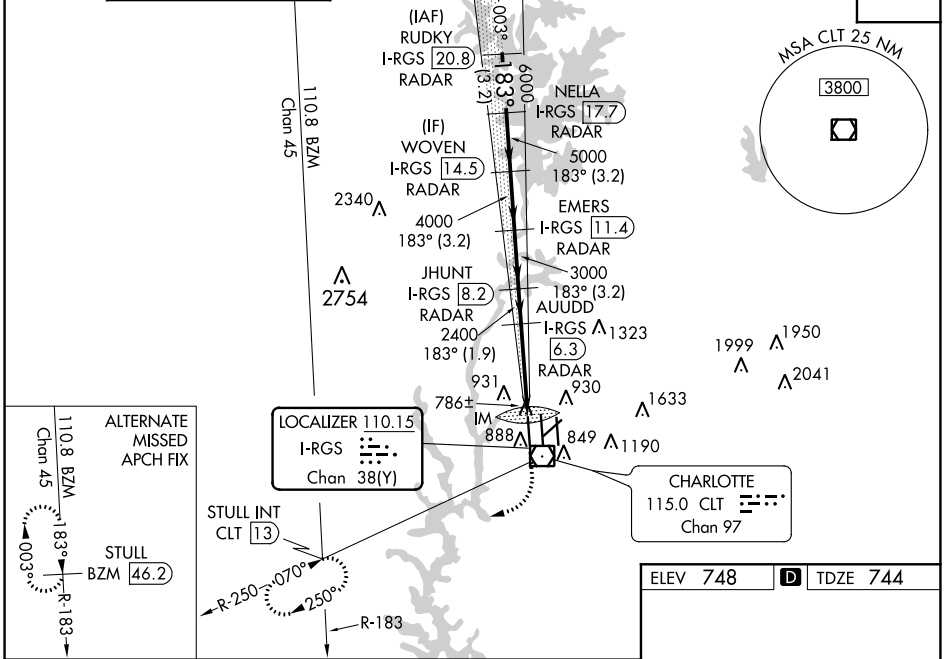 (IAF)
RUDKY
I-RGS 20.8
RADAR
003°
183°
6000
(3.2)
NELLA
I-RGS 17.7
RADAR
MSA CLT 25 NM
3800
110.8 BZM
Chan 45
(IF)
WOVEN
I-RGS 14.5
RADAR
5000
183° (3.2)
2340
4000
183° (3.2)
EMERS
I-RGS 11.4
RADAR
2754
JHUNT
I-RGS 8.2
RADAR
3000
183° (3.2)
2400
183° (1.9)
AUUDD
I-RGS
6.3
RADAR
1323
1999
1950
2041
931
786±
IM
930
1633
888
849
1190
LOCALIZER 110.15
I-RGS
Chan 38(Y)
CHARLOTTE
115.0 CLT
Chan 97
ALTERNATE
MISSED
APCH FIX
110.8 BZM
Chan 45
183°
003°
STULL
BZM 46.2
R-183
STULL INT
CLT 13
R-250
070°
250°
R-183
ELEV 748
D
TDZE 744